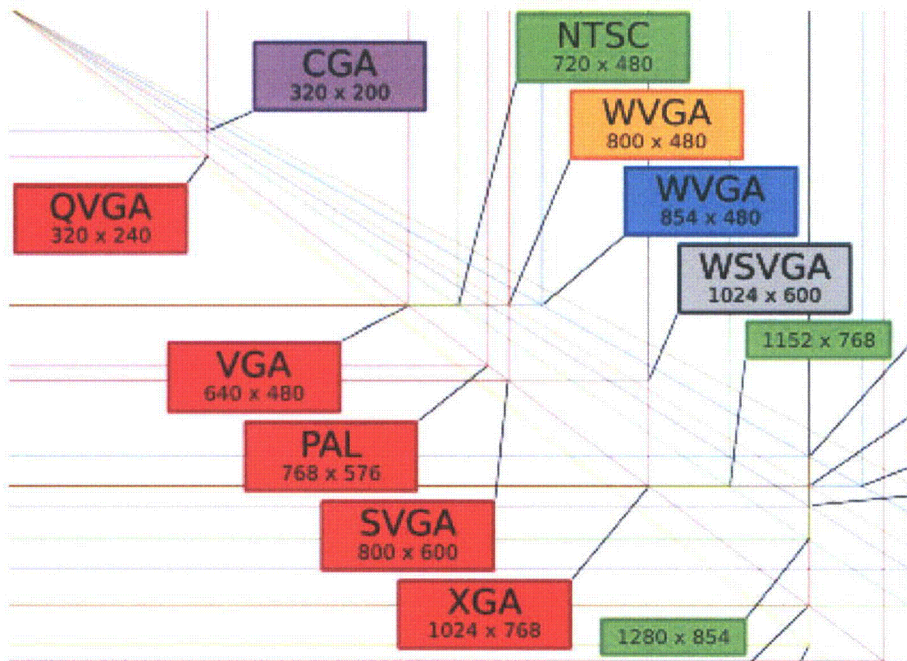 CGA
320 x 200
NTSC
720 x 480
WVGA
800 x 480
QVGA
320 x 240
WVGA
854 x 480
WSVGA
1024 x 600
1152 x 768
VGA
640 x 480
PAL
768 x 576
SVGA
800 x 600
XGA
1024 x 768
1280 x 854